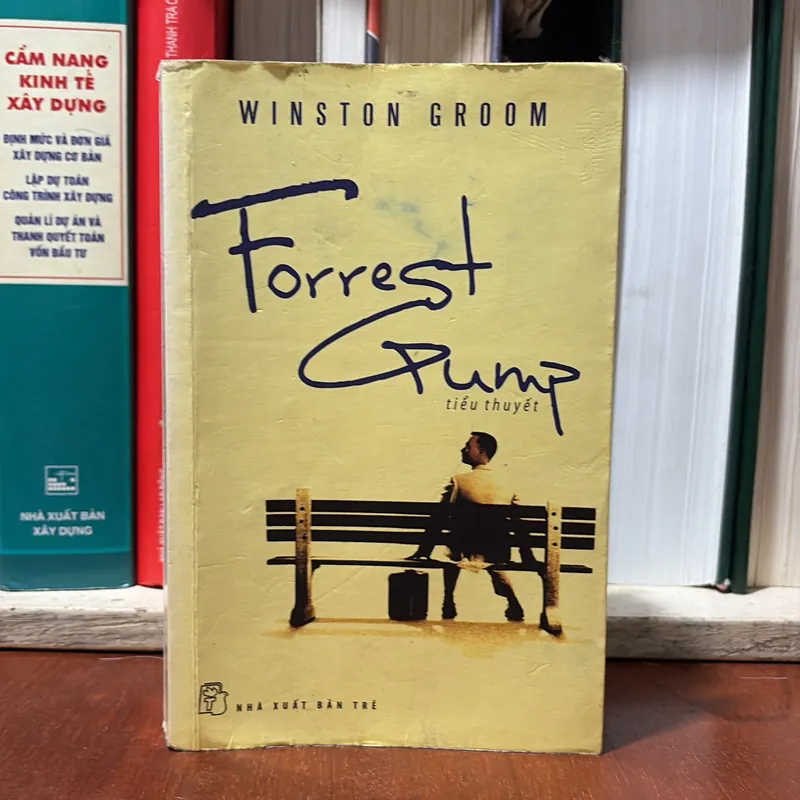 CẨM NANG
KINH TẾ
XÂY DỰNG
ĐỊNH MỨC VÀ ĐƠN GIÁ
XÂY DỰNG CƠ BẢN
LẬP DỰ TOÁN
CÔNG TRÌNH XÂY DỰNG
QUẢN LÍ DỰ ÁN VÀ
THANH QUYẾT TOÁN
VỐN ĐẦU TƯ
NHÀ XUẤT BẢN
XÂY DỰNG
THANH TRA
WINSTON GROOM
Forrest
Gump
tiểu thuyết
NHÀ XUẤT BẢN TRẺ